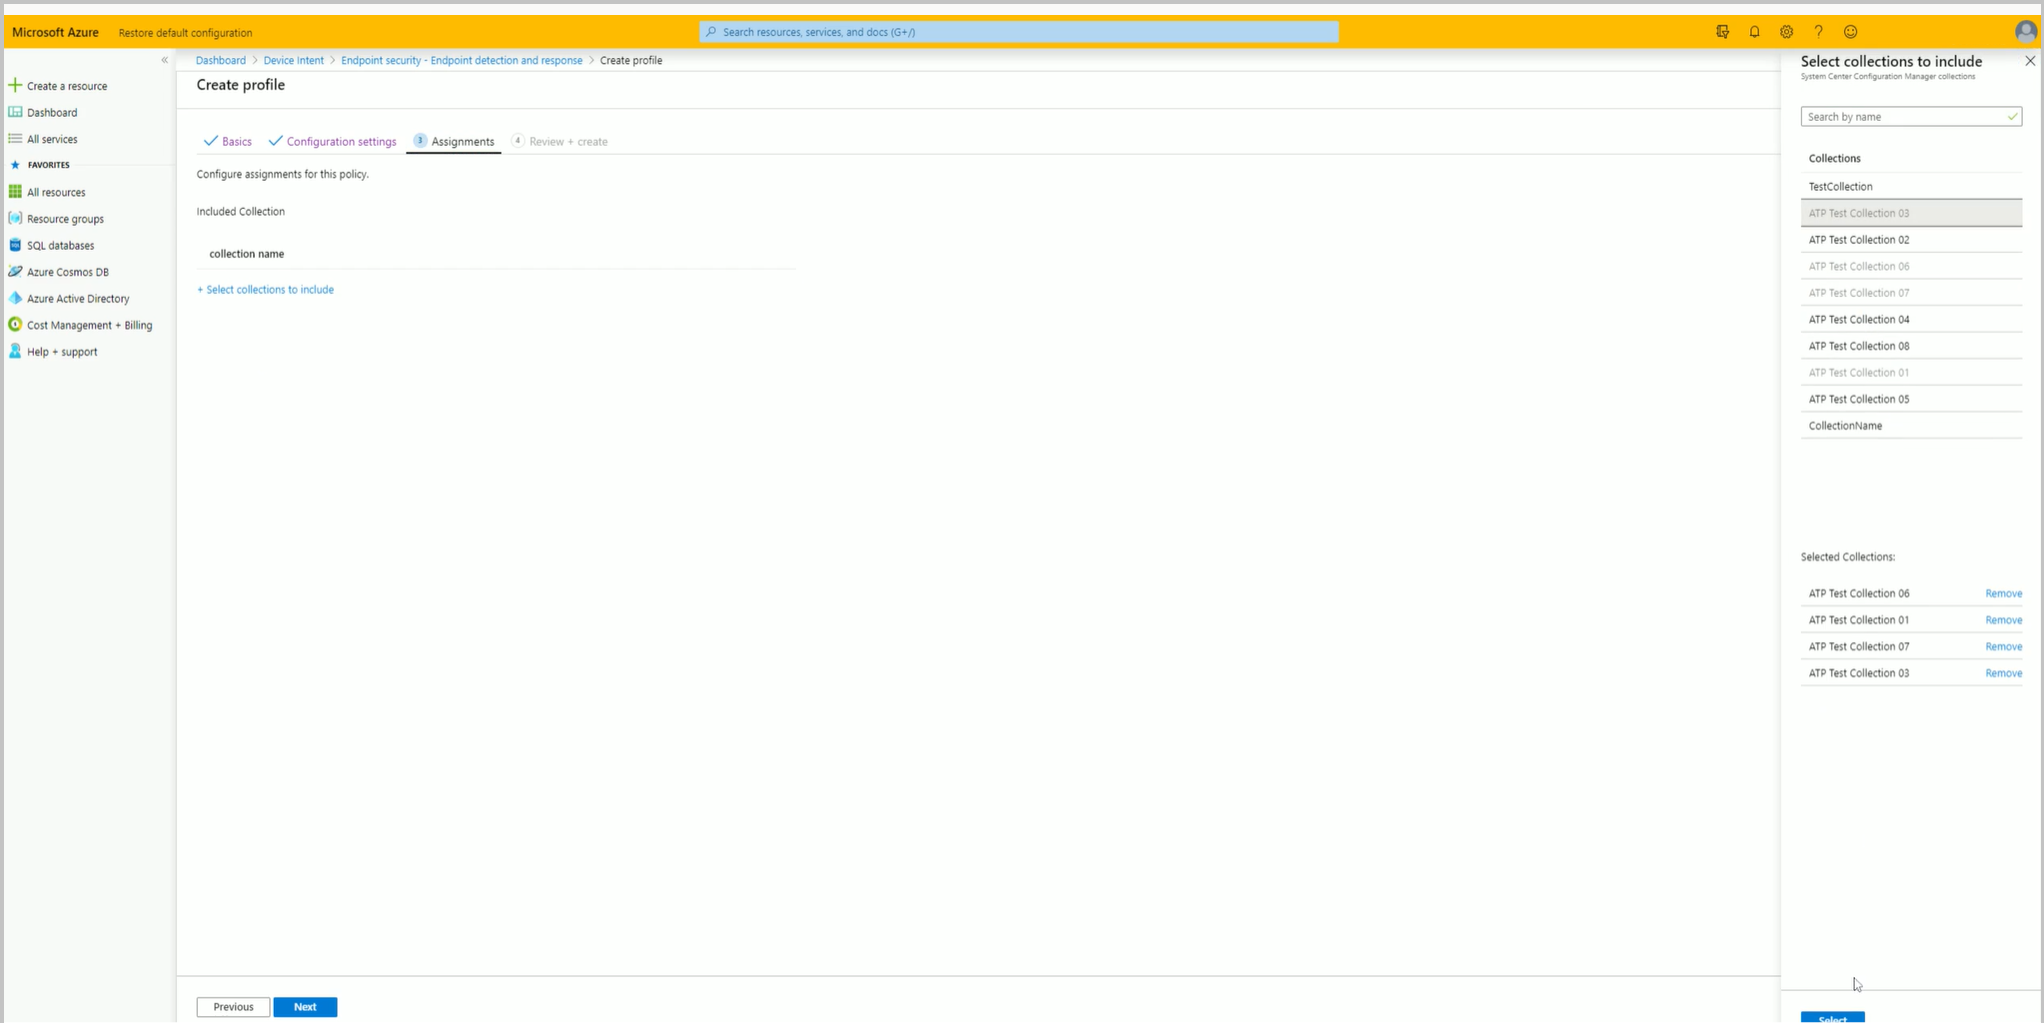 Microsoft Azure
Restore default configuration
Search resources, services, and docs (G+/)
?
«
Create a resource
Dashboard
All services
FAVORITES
All resources
Resource groups
SQL databases
Azure Cosmos DB
Azure Active Directory
Cost Management + Billing
Help + support
Dashboard > Device Intent > Endpoint security - Endpoint detection and response > Create profile
Create profile
Basics
Configuration settings
3 Assignments
4 Review + create
Configure assignments for this policy.
Included Collection
collection name
+ Select collections to include
Previous
Next
Select collections to include
System Center Configuration Manager collections
Search by name
Collections
TestCollection
ATP Test Collection 03
ATP Test Collection 02
ATP Test Collection 06
ATP Test Collection 07
ATP Test Collection 04
ATP Test Collection 08
ATP Test Collection 01
ATP Test Collection 05
CollectionName
Selected Collections:
ATP Test Collection 06 Remove
ATP Test Collection 01 Remove
ATP Test Collection 07 Remove
ATP Test Collection 03 Remove
Select